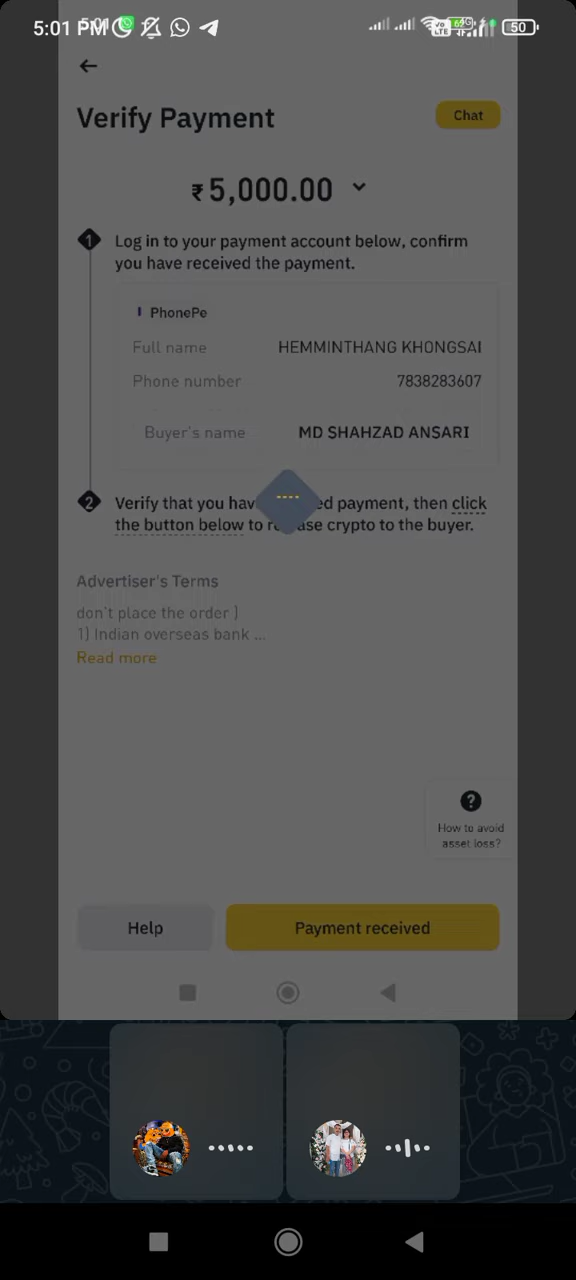 5:01 PM
50
Verify Payment
Chat
₹5,000.00
1
Log in to your payment account below, confirm
you have received the payment.
PhonePe
Full name
HEMMINTHANG KHONGSAI
Phone number
7838283607
Buyer's name
MD SHAHZAD ANSARI
2
Verify that you hav ed payment, then click
the button below to re ase crypto to the buyer.
Advertiser's Terms
don't place the order )
1) Indian overseas bank ...
Read more
?
How to avoid
asset loss?
Help
Payment received